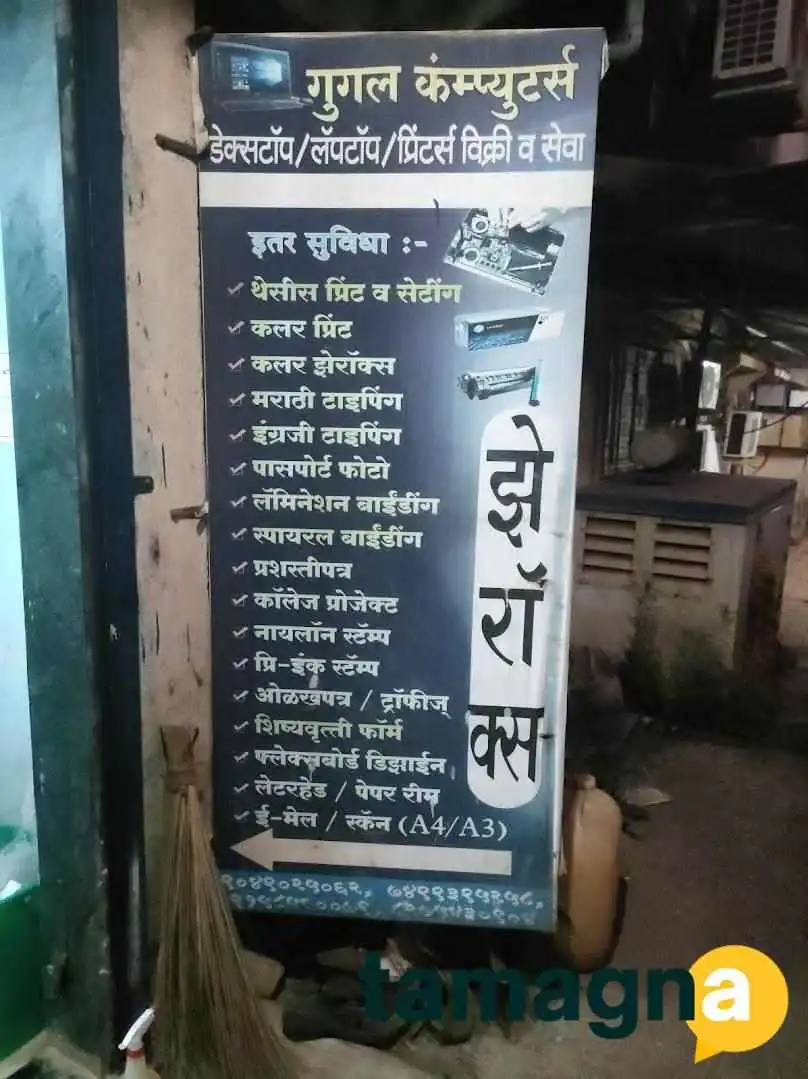 गुगल कंम्प्युटर्स
डेक्सटॉप/लॅपटॉप/प्रिंटर्स विक्री व सेवा
इतर सुविधा :-
थेसीस प्रिंट व सेटींग
कलर प्रिंट
कलर झेरॉक्स
मराठी टाइपिंग
इंग्रजी टाइपिंग
पासपोर्ट फोटो
लॅमिनेशन बाईंडींग
स्पायरल बाईंडींग
प्रशस्तीपत्र
कॉलेज प्रोजेक्ट
नायलॉन स्टॅम्प
प्रि-इंक स्टॅम्प
ओळखपत्र / ट्रॉफीज्
शिष्यवृत्ती फॉर्म
फ्लेक्सबोर्ड डिझाईन
लेटरहेड / पेपर रीम
ई-मेल / स्कॅन (A4/A3)
झेरॉक्स
tamagna